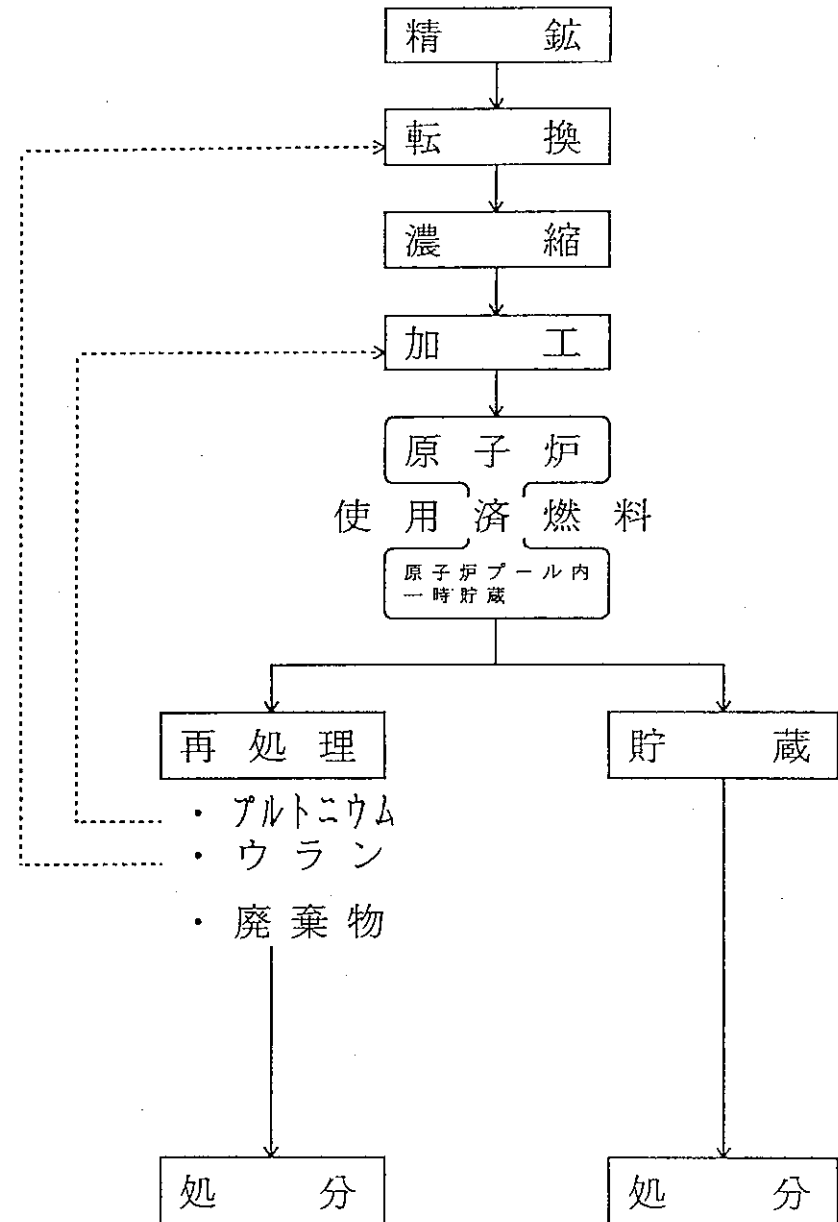 精鉱
転換
濃縮
加工
原子炉
使用済燃料
原子炉プール内
一時貯蔵
再処理
貯蔵
・プルトニウム
・ウラン
・廃棄物
処分
処分